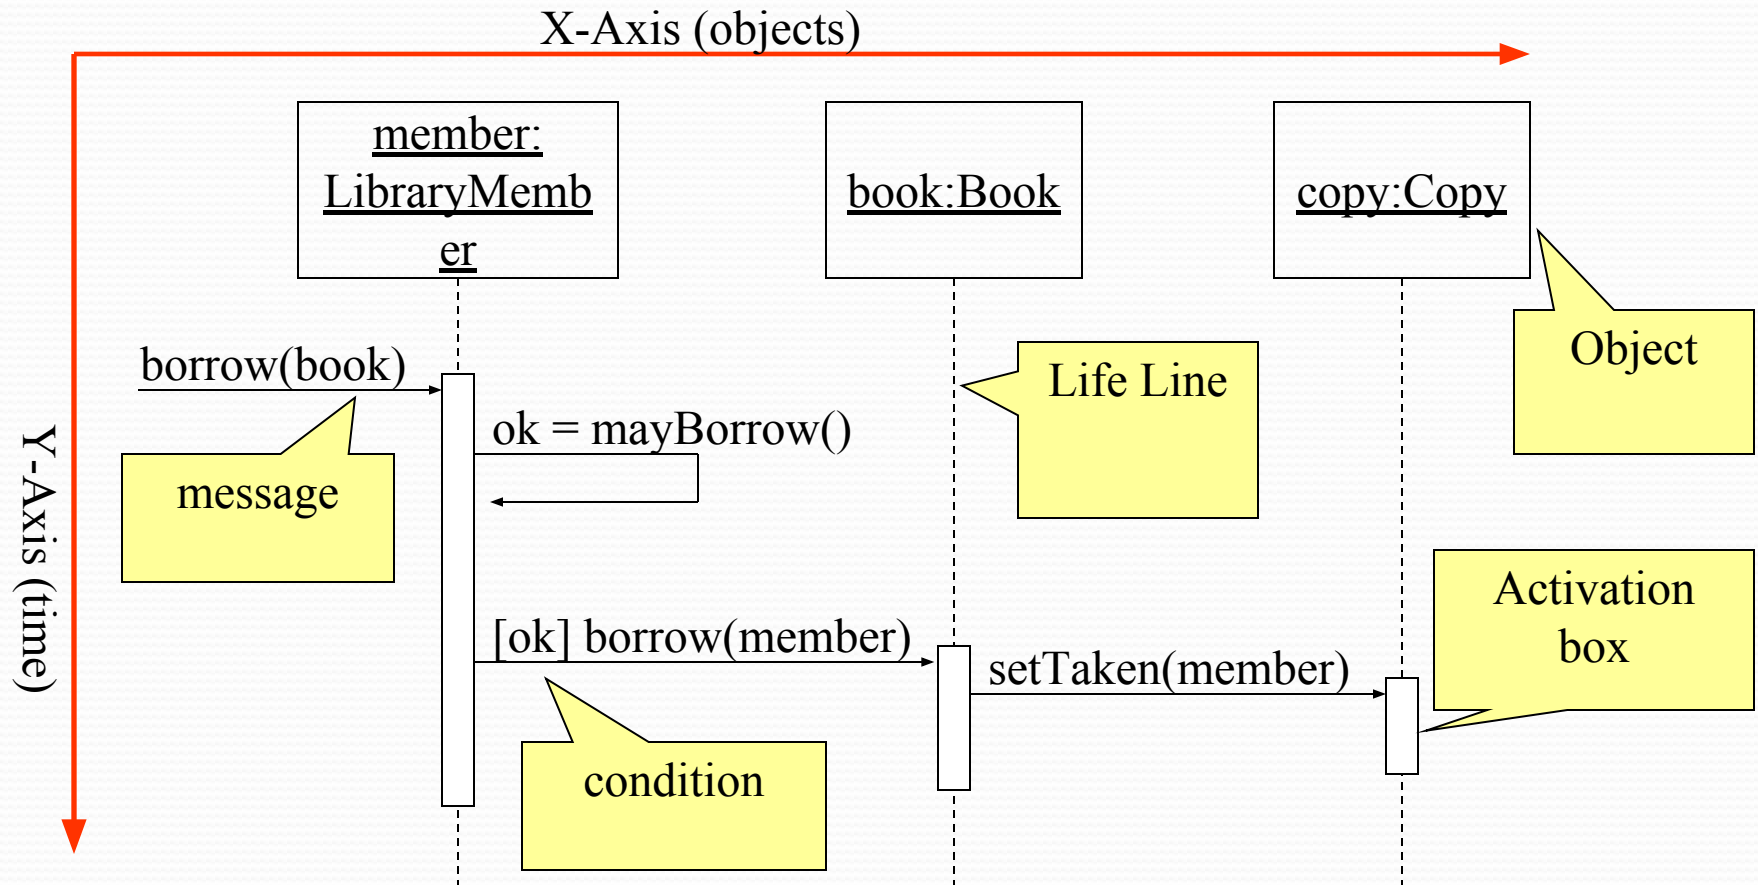 X-Axis (objects)
member:
LibraryMemb
er
book:Book
copy:Copy
Object
borrow(book)
Life Line
ok = mayBorrow()
message
Y-Axis (time)
Activation
box
[ok] borrow(member)
setTaken(member)
condition